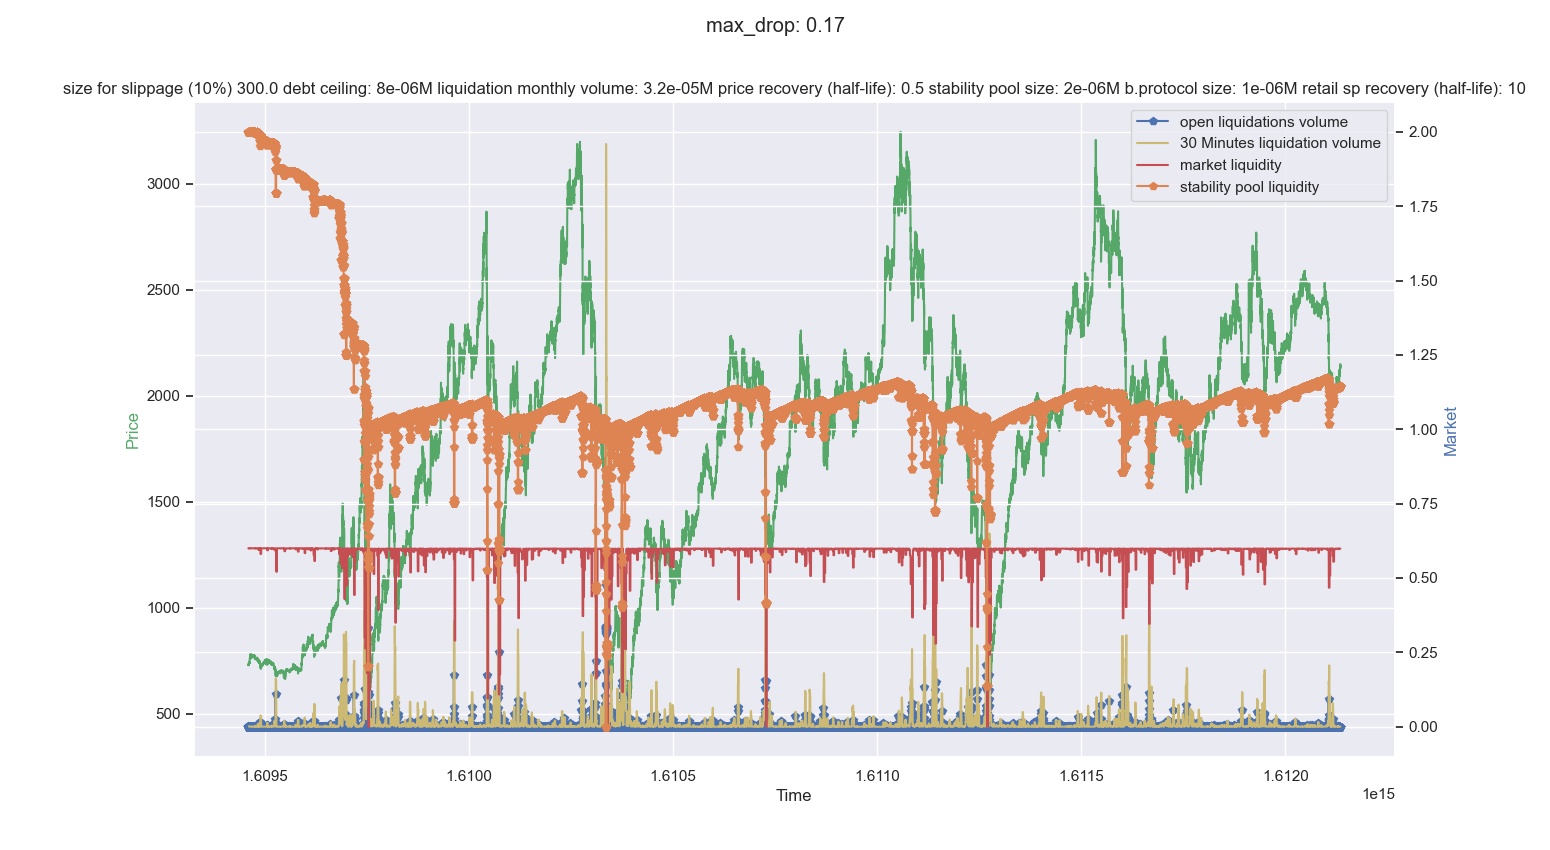 max_drop: 0.17
size for slippage (10%) 300.0 debt ceiling: 8e-06M liquidation monthly volume: 3.2e-05M price recovery (half-life): 0.5 stability pool size: 2e-06M b.protocol size: 1e-06M retail sp recovery (half-life): 10
open liquidations volume
30 Minutes liquidation volume
market liquidity
stability pool liquidity
3000
2500
2000
1500
1000
500
Price
2.00
1.75
1.50
1.25
1.00
0.75
0.50
0.25
0.00
Market
1.6095 1.6100 1.6105 1.6110 1.6115 1.6120
Time
1e15